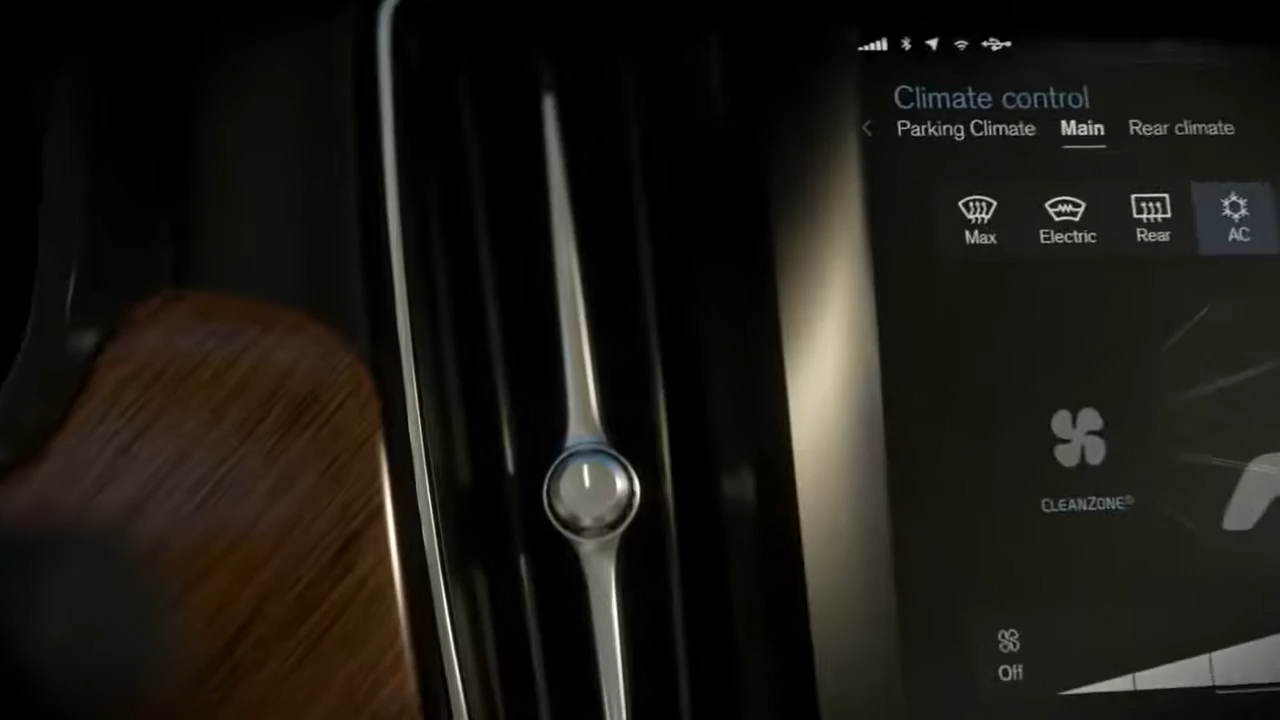 Climate control
Parking Climate Main Rear climate
Max Electric Rear AC
CLEANZONE®
Off